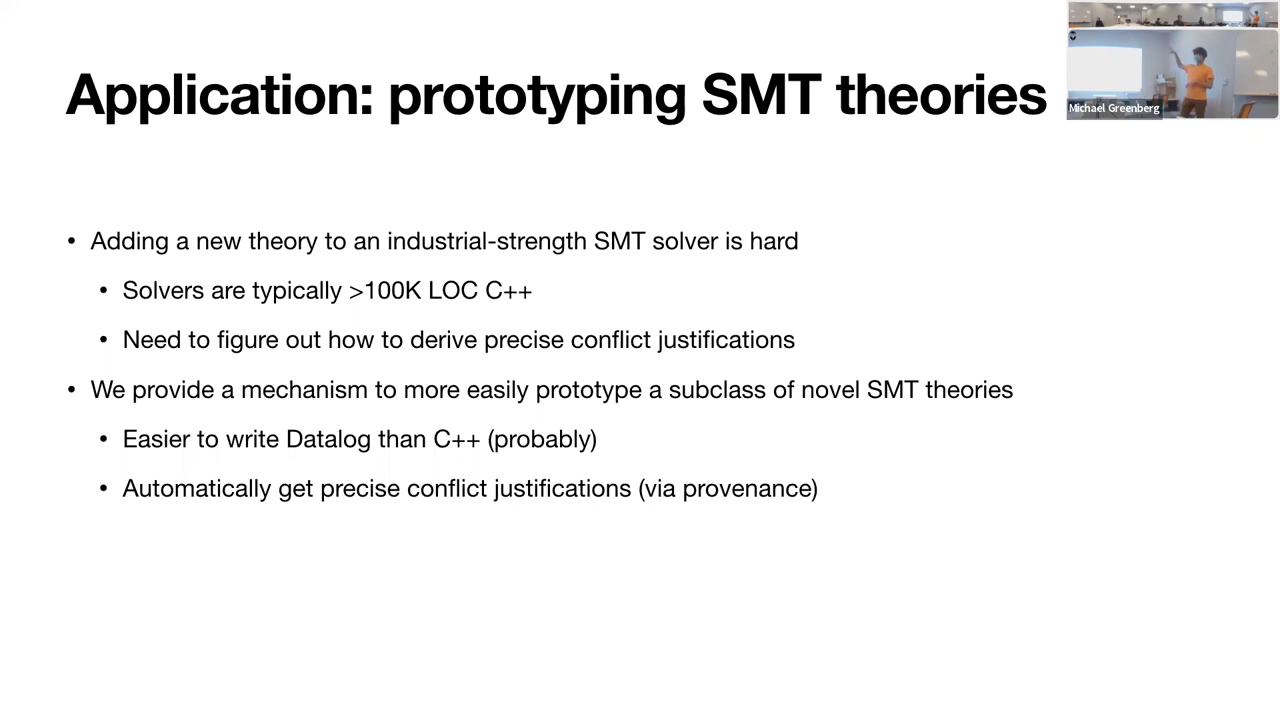 Application: prototyping SMT theories
Michael Greenberg
• Adding a new theory to an industrial-strength SMT solver is hard
• Solvers are typically >100K LOC C++
• Need to figure out how to derive precise conflict justifications
• We provide a mechanism to more easily prototype a subclass of novel SMT theories
• Easier to write Datalog than C++ (probably)
• Automatically get precise conflict justifications (via provenance)